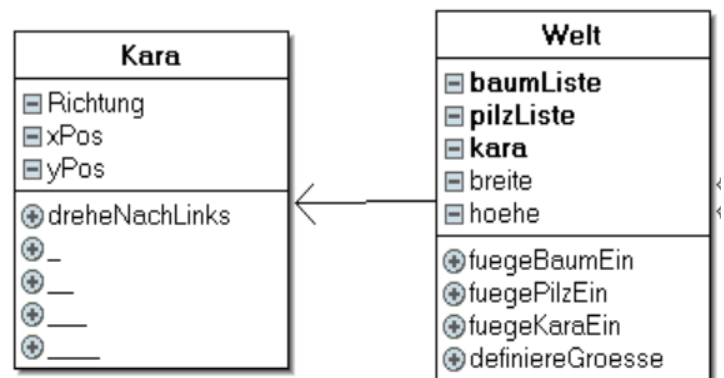 Kara
Richtung
xPos
yPos
dreheNachLinks
_
__
___
____
Welt
baumListe
pilzListe
kara
breite
hoehe
fuegeBaumEin
fuegePilzEin
fuegeKaraEin
definiereGroesse